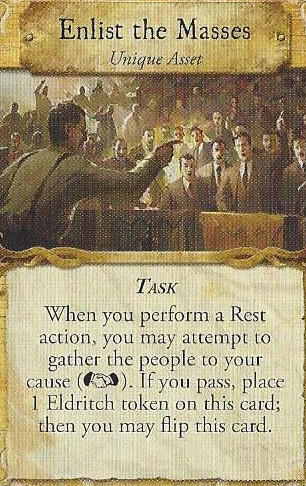 Enlist the Masses
Unique Asset
TASK
When you perform a Rest
action, you may attempt to
gather the people to your
cause (). If you pass, place
1 Eldritch token on this card;
then you may flip this card.